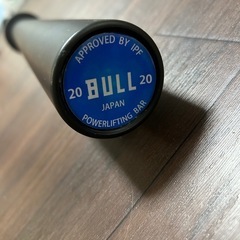 APPROVED BY IPF
20 BULL 20
JAPAN
POWERLIFTING BAR